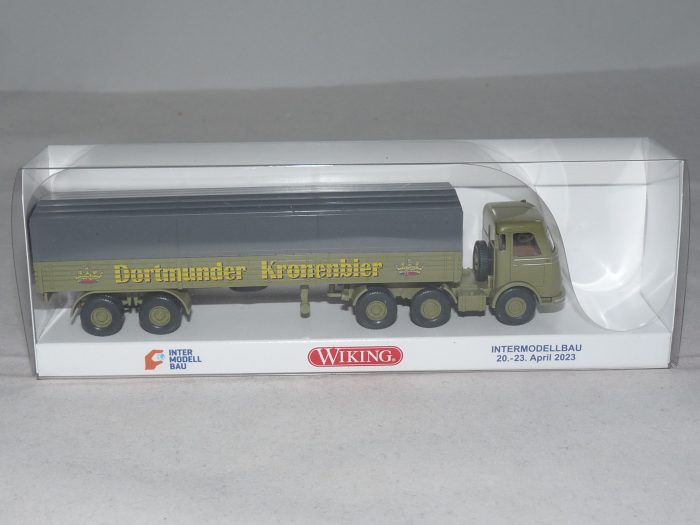 Dortmunder Kronenbier
INTER
MODELL
BAU
WIKING®
INTERMODELLBAU
20.-23. April 2023